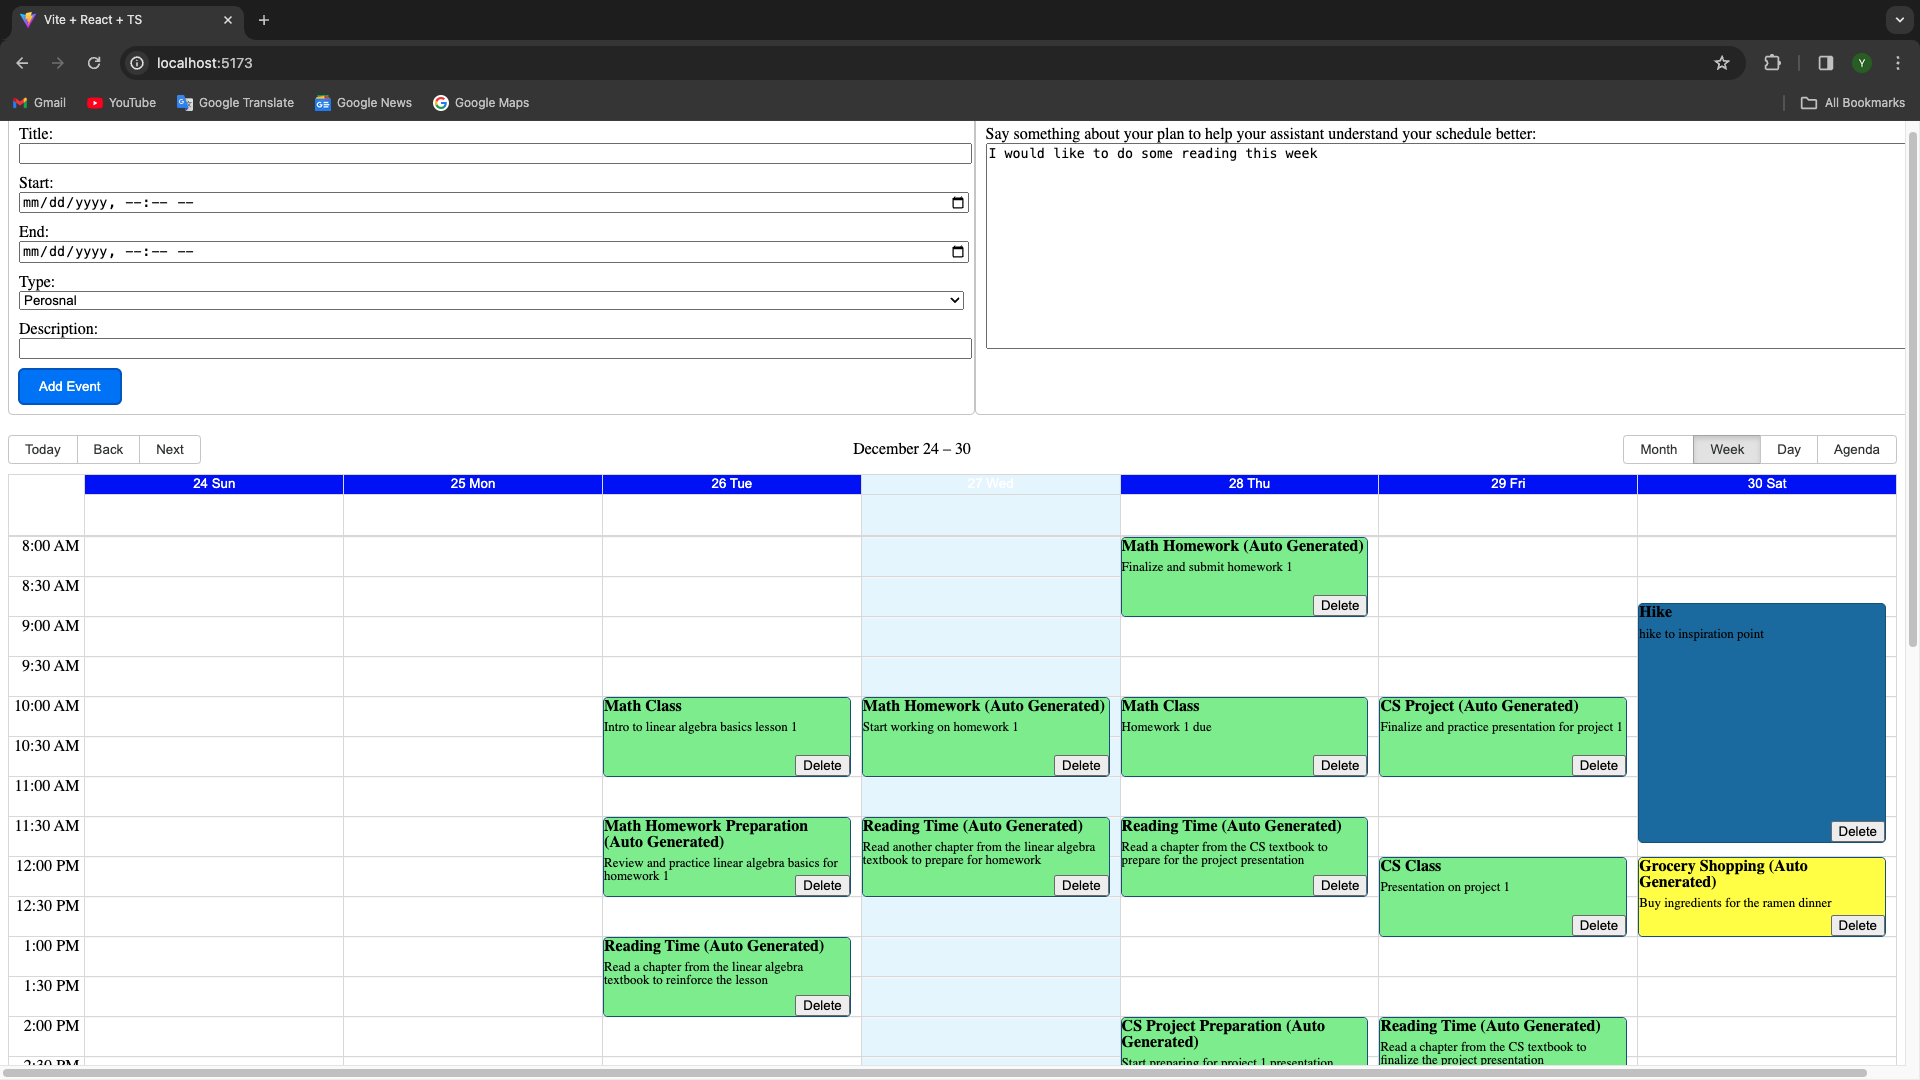 Vite + React + TS
localhost:5173
Y
Gmail
YouTube
Google Translate
Google News
Google Maps
All Bookmarks
Title:
Start:
mm/dd/yyyy, --:-- --
End:
mm/dd/yyyy, --:-- --
Type:
Perosnal
Description:
Add Event
Say something about your plan to help your assistant understand your schedule better:
I would like to do some reading this week
Today Back Next
December 24 – 30
Month Week Day Agenda
24 Sun 25 Mon 26 Tue 27 Wed 28 Thu 29 Fri 30 Sat
8:00 AM
8:30 AM
9:00 AM
9:30 AM
10:00 AM
10:30 AM
11:00 AM
11:30 AM
12:00 PM
12:30 PM
1:00 PM
1:30 PM
2:00 PM
2:30 PM
Math Class
Intro to linear algebra basics lesson 1
Delete
Math Homework Preparation
(Auto Generated)
Review and practice linear algebra basics for
homework 1
Delete
Reading Time (Auto Generated)
Read a chapter from the linear algebra
textbook to reinforce the lesson
Delete
Math Homework (Auto Generated)
Start working on homework 1
Delete
Reading Time (Auto Generated)
Read another chapter from the linear algebra
textbook to prepare for homework
Delete
Math Homework (Auto Generated)
Finalize and submit homework 1
Delete
Math Class
Homework 1 due
Delete
Reading Time (Auto Generated)
Read a chapter from the CS textbook to
prepare for the project presentation
Delete
CS Project Preparation (Auto
Generated)
Start preparing for project 1 presentation
CS Project (Auto Generated)
Finalize and practice presentation for project 1
Delete
CS Class
Presentation on project 1
Delete
Reading Time (Auto Generated)
Read a chapter from the CS textbook to
finalize the project presentation
Hike
hike to inspiration point
Delete
Grocery Shopping (Auto
Generated)
Buy ingredients for the ramen dinner
Delete